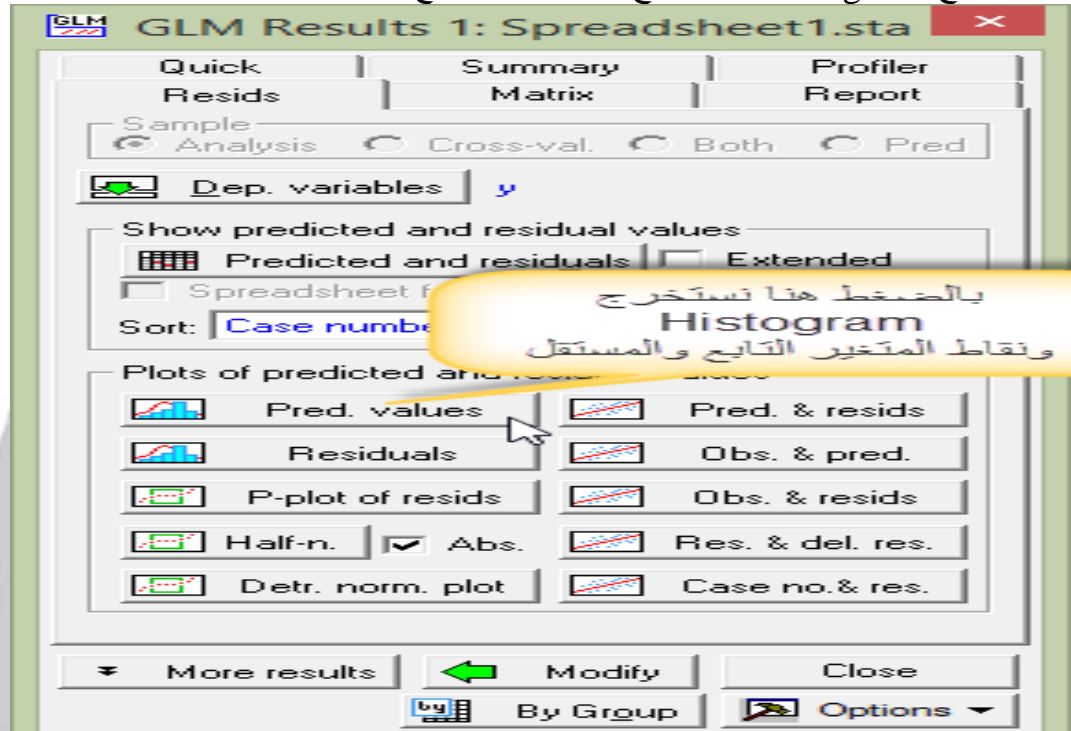 GLM Results 1: Spreadsheet1.sta
Quick Summary Profiler
Resids Matrix Report
Sample
Analysis Cross-val. Both Pred
Dep. variables y
Show predicted and residual values
Predicted and residuals Extended
Spreadsheet
Sort: Case
بالضغط هنا نستخرج
Histogram
ونقاط المتغير التابع والمستقل
Plots of predicted and
Pred. values Pred. & resids
Residuals Obs. & pred.
P-plot of resids Obs. & resids
Half-n. Abs. Res. & del. res.
Detr. norm. plot Case no.& res.
More results Modify Close
By Group Options